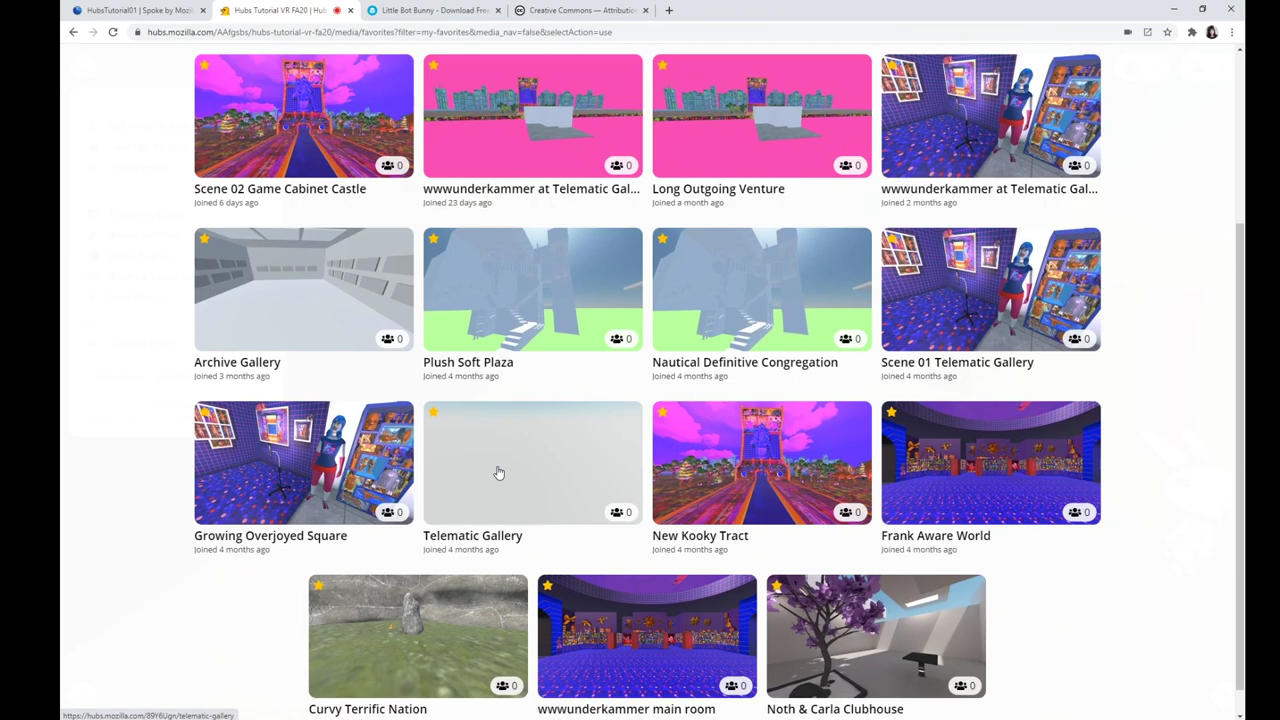 HubsTutorial01 | Spoke by Mozil
Hubs Tutorial VR FA20 | Hub
Little Bot Bunny - Download Free
Creative Commons — Attribution
hubs.mozilla.com/AAfgsbs/hubs-tutorial-vr-fa20/media/favorites?filter=my-favorites&media_nav=false&selectAction=use
0
0
0
0
Scene 02 Game Cabinet Castle
wwwunderkammer at Telematic Gal...
Long Outgoing Venture
wwwunderkammer at Telematic Gal...
Joined 6 days ago
Joined 23 days ago
Joined a month ago
Joined 2 months ago
0
0
0
0
Archive Gallery
Plush Soft Plaza
Nautical Definitive Congregation
Scene 01 Telematic Gallery
Joined 3 months ago
Joined 4 months ago
Joined 4 months ago
Joined 4 months ago
0
0
0
0
Growing Overjoyed Square
Telematic Gallery
New Kooky Tract
Frank Aware World
Joined 4 months ago
Joined 4 months ago
Joined 4 months ago
Joined 4 months ago
0
0
0
Curvy Terrific Nation
wwwunderkammer main room
Noth & Carla Clubhouse
https://hubs.mozilla.com/89Y6Ugn/telematic-gallery